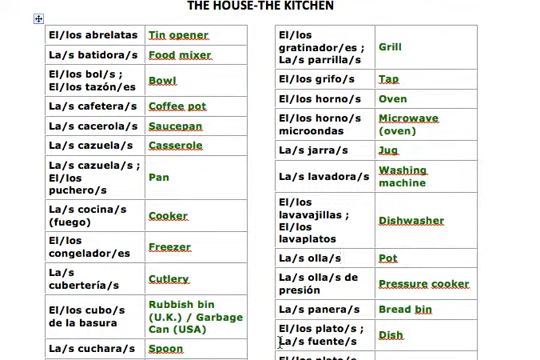 THE HOUSE-THE KITCHEN
El/los abrelatas Tin opener
La/s batidora/s Food mixer
El/los bol/s ;
El/los tazón/es
Bowl
La/s cafetera/s Coffee pot
La/s cacerola/s Saucepan
La/s cazuela/s Casserole
La/s cazuela/s ;
El/los
puchero/s
Pan
La/s cocina/s
(fuego)
Cooker
El/los
congelador/es
Freezer
La/s
cubertería/s
Cutlery
El/los cubo/s
de la basura
Rubbish bin
(U.K.) / Garbage
Can (USA)
La/s cuchara/s Spoon
El/los
gratinador/es ;
La/s parrilla/s
Grill
El/los grifo/s Tap
El/los horno/s Oven
El/los horno/s
microondas
Microwave
(oven)
La/s jarra/s Jug
La/s lavadora/s
Washing
machine
El/los
lavavajillas ;
El/los
lavaplatos
Dishwasher
La/s olla/s Pot
La/s olla/s de
presión
Pressure cooker
La/s panera/s Bread bin
El/los plato/s ;
La/s fuente/s
Dish